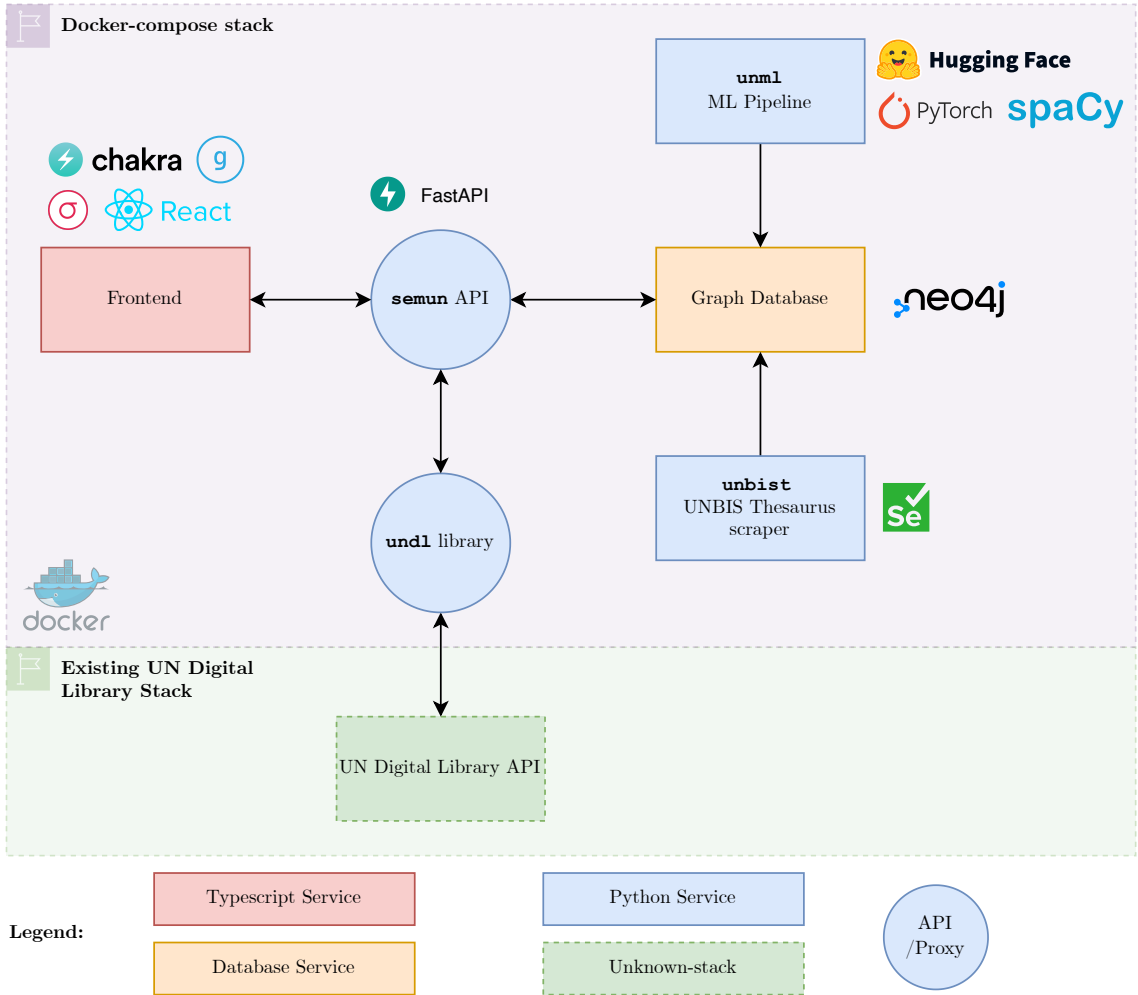 Docker-compose stack
unml
ML Pipeline
Hugging Face
PyTorch
spaCy
chakra
g
σ
React
FastAPI
Frontend
semun API
Graph Database
neo4j
unbist
UNBIS Thesaurus
scraper
Se
undl library
docker
Existing UN Digital
Library Stack
UN Digital Library API
Legend:
Typescript Service
Python Service
API
/Proxy
Database Service
Unknown-stack